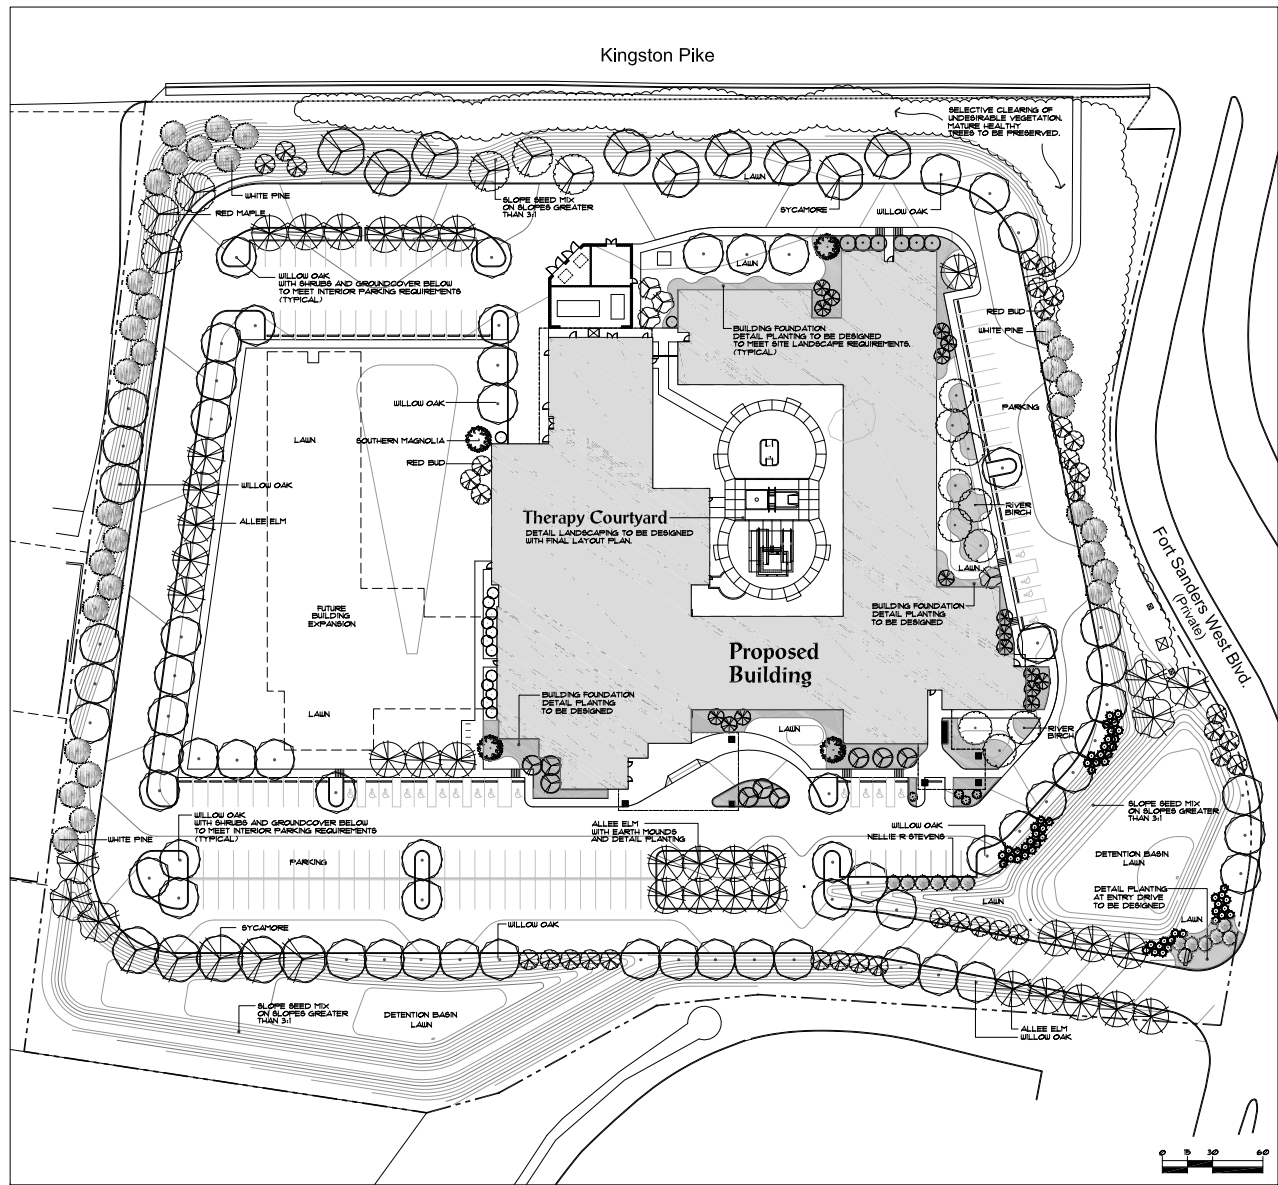 Kingston Pike
SELECTIVE CLEARING OF
UNDESIRABLE VEGETATION.
MATURE HEALTHY
TREES TO BE PRESERVED.
LAWN
WHITE PINE
RED MAPLE
SLOPE SEED MIX
ON SLOPES GREATER
THAN 3:1
SYCAMORE
WILLOW OAK
LAWN
WILLOW OAK
WITH SHRUBS AND GROUNDCOVER BELOW
TO MEET INTERIOR PARKING REQUIREMENTS
(TYPICAL)
RED BUD
WHITE PINE
BUILDING FOUNDATION
DETAIL PLANTING TO BE DESIGNED
TO MEET SITE LANDSCAPE REQUIREMENTS.
(TYPICAL)
WILLOW OAK
PARKING
LAWN
SOUTHERN MAGNOLIA
RED BUD
WILLOW OAK
ALLEE ELM
RIVER
BIRCH
Therapy Courtyard
DETAIL LANDSCAPING TO BE DESIGNED
WITH FINAL LAYOUT PLAN.
LAWN
Fort Sanders West Blvd.
(Private)
FUTURE
BUILDING
EXPANSION
BUILDING FOUNDATION
DETAIL PLANTING
TO BE DESIGNED
Proposed
Building
BUILDING FOUNDATION
DETAIL PLANTING
TO BE DESIGNED
LAWN
LAWN
RIVER
BIRCH
SLOPE SEED MIX
ON SLOPES GREATER
THAN 3:1
WILLOW OAK
WITH SHRUBS AND GROUNDCOVER BELOW
TO MEET INTERIOR PARKING REQUIREMENTS
(TYPICAL)
WHITE PINE
ALLEE ELM
WITH EARTH MOUNDS
AND DETAIL PLANTING
WILLOW OAK
NELLIE R STEVENS
DETENTION BASIN
LAWN
PARKING
DETAIL PLANTING
AT ENTRY DRIVE
TO BE DESIGNED
LAWN
LAWN
SYCAMORE
WILLOW OAK
SLOPE SEED MIX
ON SLOPES GREATER
THAN 3:1
DETENTION BASIN
LAWN
ALLEE ELM
WILLOW OAK
0 15 30 60